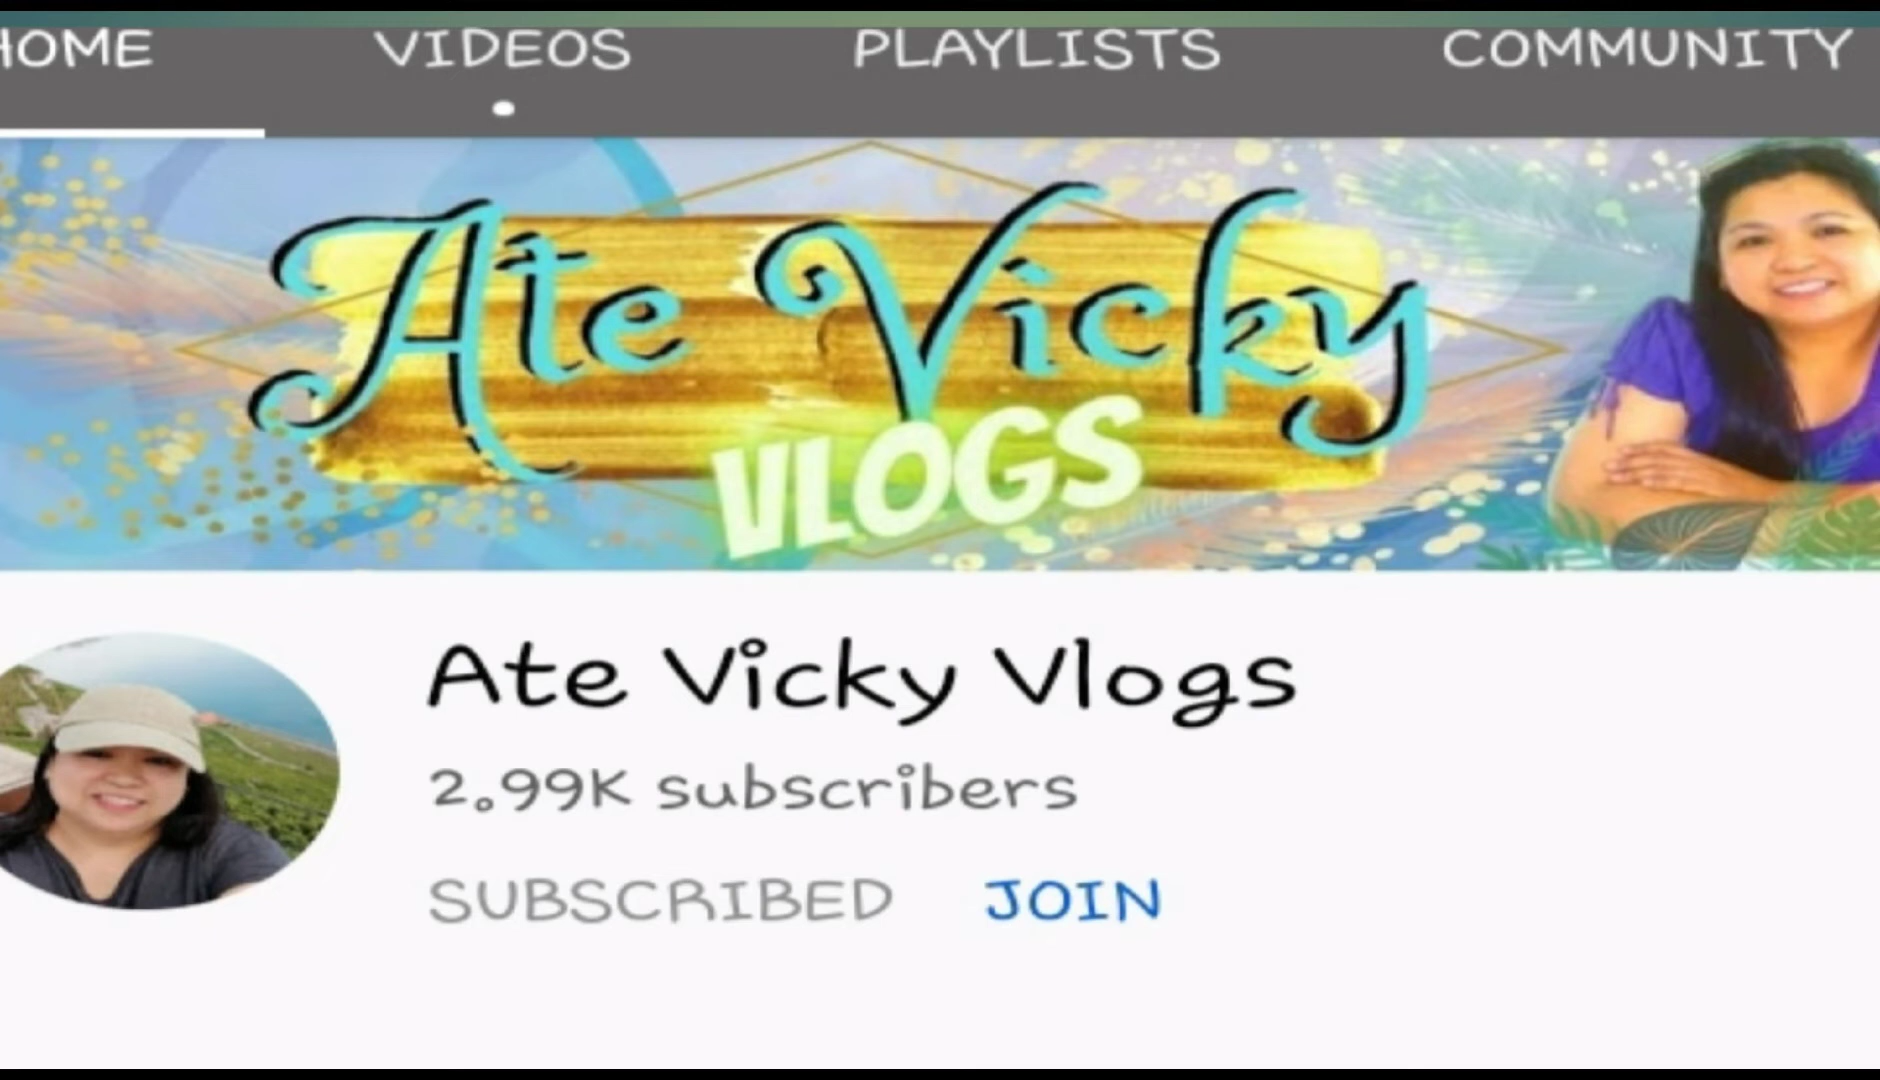 HOME VIDEOS PLAYLISTS COMMUNITY
Ate Vicky
VLOGS
Ate Vicky Vlogs
2.99K subscribers
SUBSCRIBED JOIN